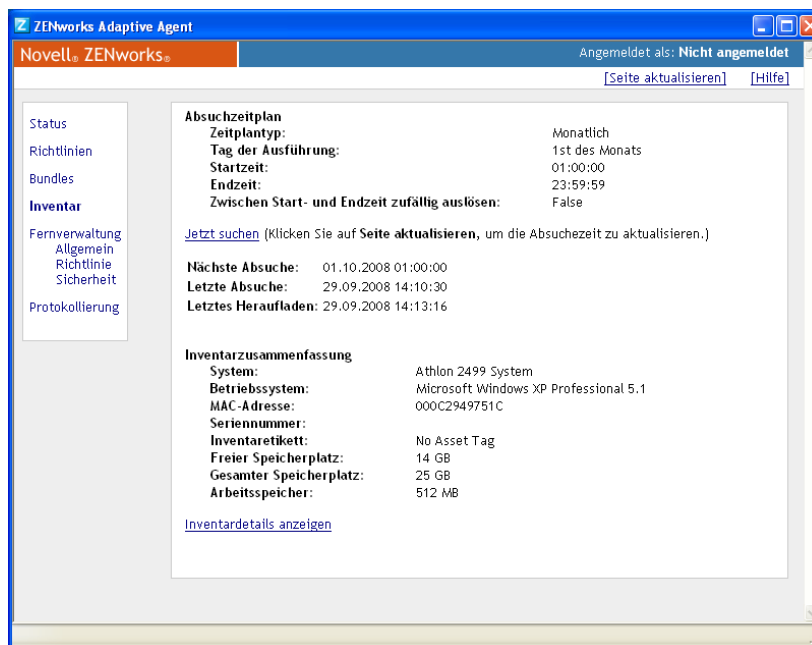 ZENworks Adaptive Agent
Novell® ZENworks®
Angemeldet als: Nicht angemeldet
[Seite aktualisieren] [Hilfe]
Status
Richtlinien
Bundles
Inventar
Fernverwaltung
Allgemein
Richtlinie
Sicherheit
Protokollierung
Absuchzeitplan
Zeitplantyp: Monatlich
Tag der Ausführung: 1st des Monats
Startzeit: 01:00:00
Endzeit: 23:59:59
Zwischen Start- und Endzeit zufällig auslösen: False
Jetzt suchen (Klicken Sie auf Seite aktualisieren, um die Absuchezeit zu aktualisieren.)
Nächste Absuche: 01.10.2008 01:00:00
Letzte Absuche: 29.09.2008 14:10:30
Letztes Heraufladen: 29.09.2008 14:13:16
Inventarzusammenfassung
System: Athlon 2499 System
Betriebssystem: Microsoft Windows XP Professional 5.1
MAC-Adresse: 000C2949751C
Seriennummer:
Inventaretikett: No Asset Tag
Freier Speicherplatz: 14 GB
Gesamter Speicherplatz: 25 GB
Arbeitsspeicher: 512 MB
Inventardetails anzeigen